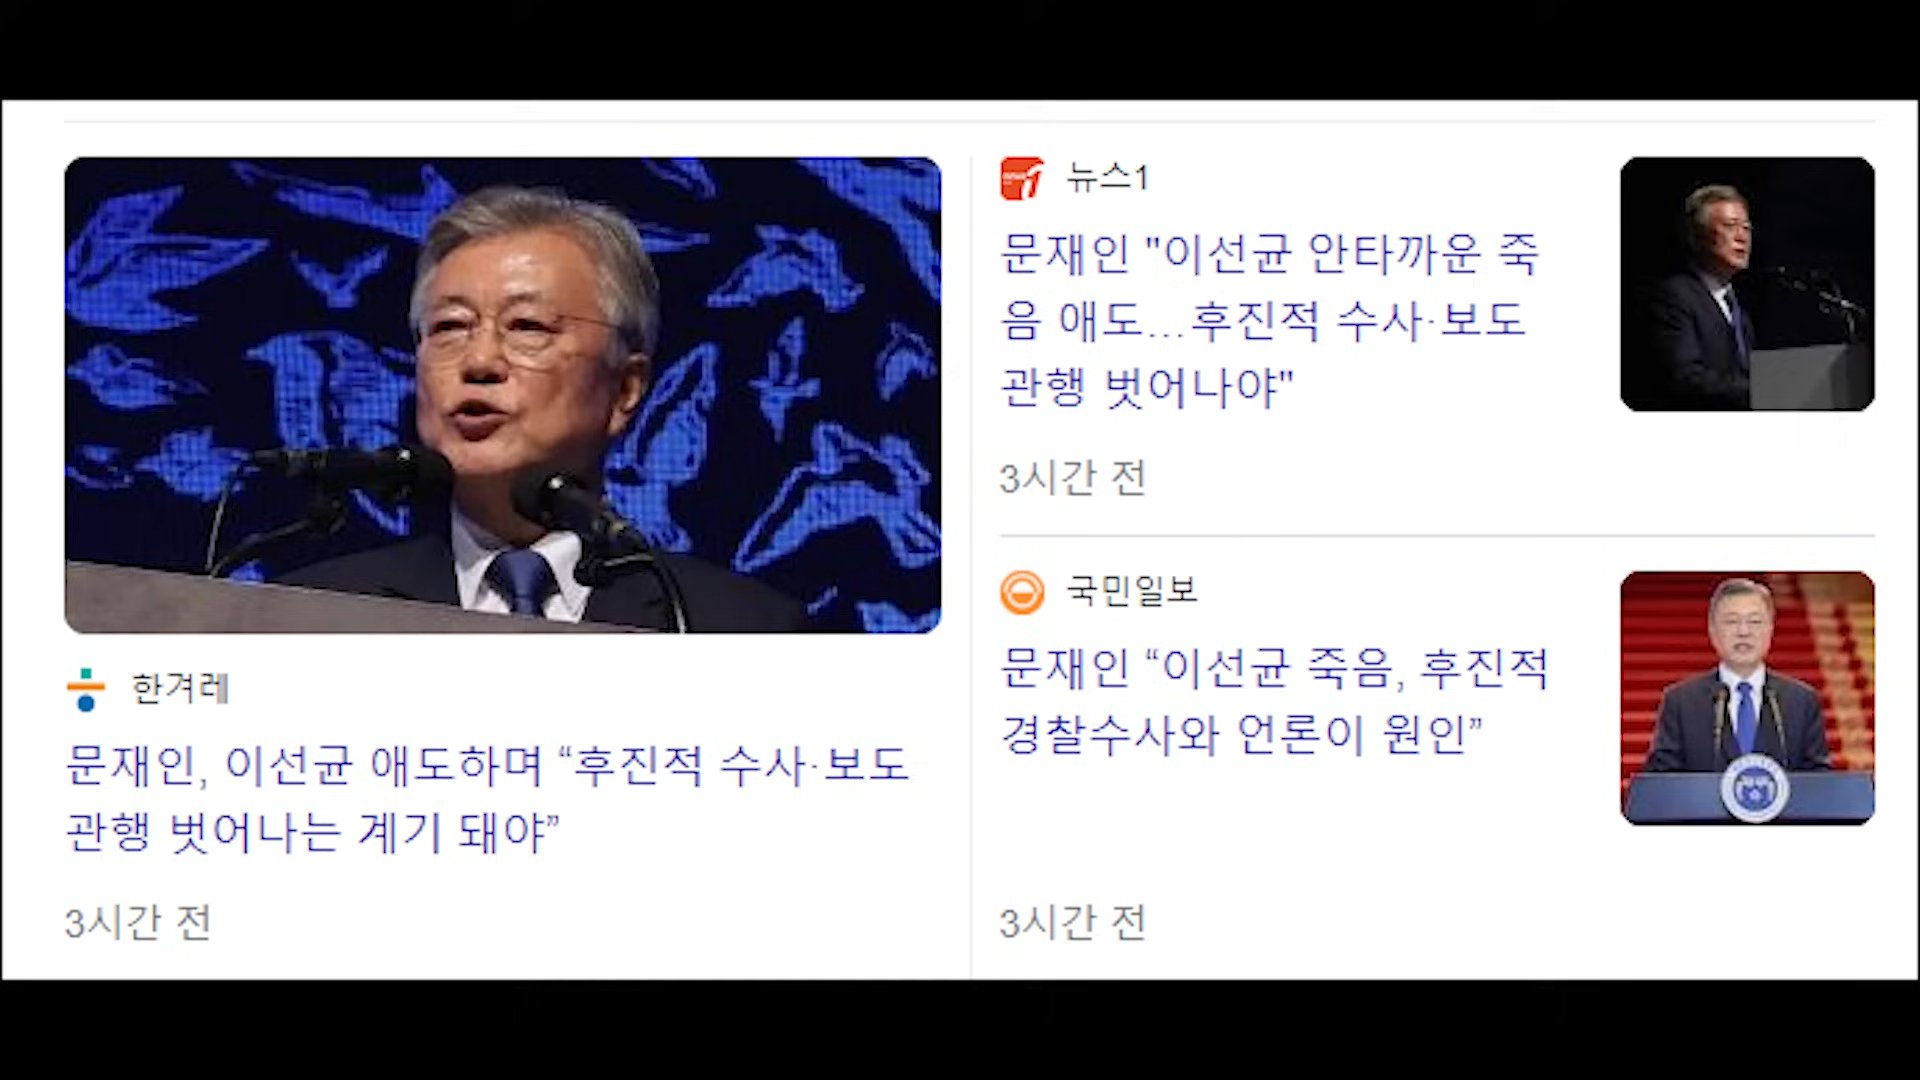 한겨레
문재인, 이선균 애도하며 “후진적 수사·보도
관행 벗어나는 계기 돼야”
3시간 전
뉴스1
문재인 "이선균 안타까운 죽
음 애도...후진적 수사·보도
관행 벗어나야"
3시간 전
국민일보
문재인 “이선균 죽음, 후진적
경찰수사와 언론이 원인”
3시간 전